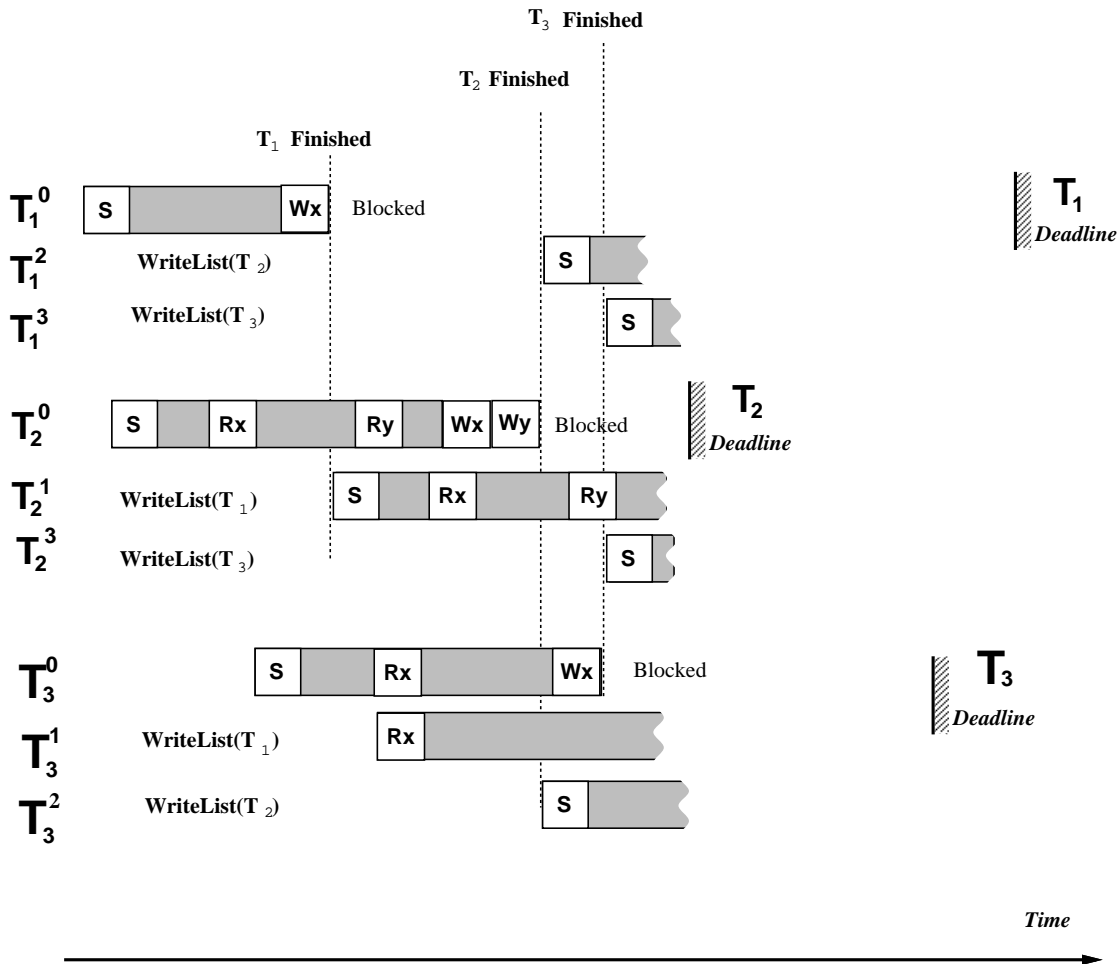 T3 Finished
T2 Finished
T1 Finished
T1^0 S Wx Blocked T1
Deadline
T1^2 WriteList(T2) S
T1^3 WriteList(T3) S
T2^0 S Rx Ry Wx Wy Blocked T2
Deadline
T2^1 WriteList(T1) S Rx Ry
T2^3 WriteList(T3) S
T3^0 S Rx Wx Blocked T3
Deadline
T3^1 WriteList(T1) Rx
T3^2 WriteList(T2) S
Time